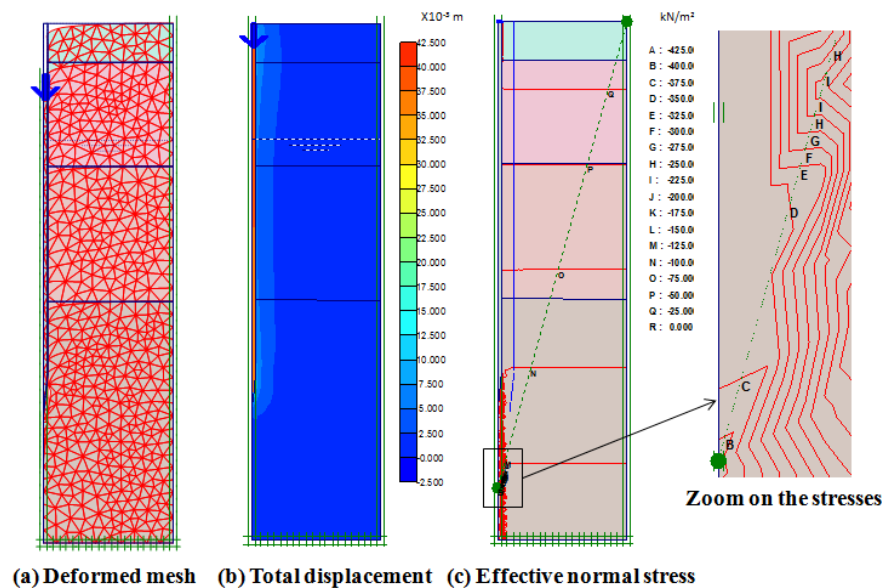 X10⁻³ m
42.500
40.000
37.500
35.000
32.500
30.000
27.500
25.000
22.500
20.000
17.500
15.000
12.500
10.000
7.500
5.000
2.500
0.000
-2.500
Q
P
O
N
kN/m²
A : -425.0
B : -400.0
C : -375.0
D : -350.0
E : -325.0
F : -300.0
G : -275.0
H : -250.0
I : -225.0
J : -200.0
K : -175.0
L : -150.0
M : -125.0
N : -100.0
O : -75.00
P : -50.00
Q : -25.00
R : 0.000
H
I
I
H
G
F
E
D
C
B
Zoom on the stresses
(a) Deformed mesh (b) Total displacement (c) Effective normal stress